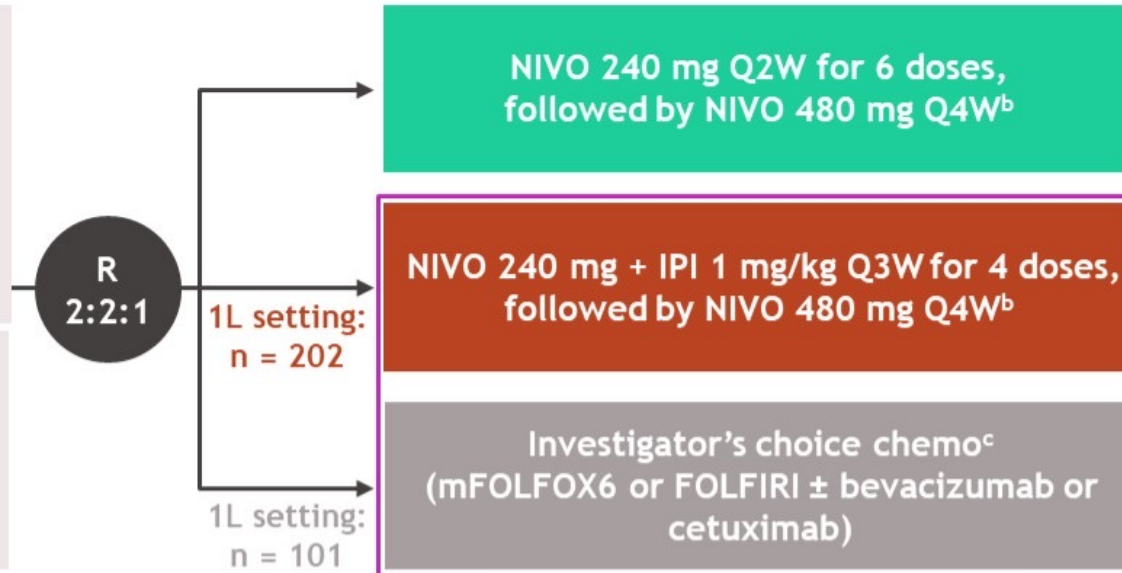 NIVO 240 mg Q2W for 6 doses,
followed by NIVO 480 mg Q4Wᵇ
R
2:2:1
NIVO 240 mg + IPI 1 mg/kg Q3W for 4 doses,
followed by NIVO 480 mg Q4Wᵇ
1L setting:
n = 202
Investigator’s choice chemoᶜ
(mFOLFOX6 or FOLFIRI ± bevacizumab or
cetuximab)
1L setting:
n = 101